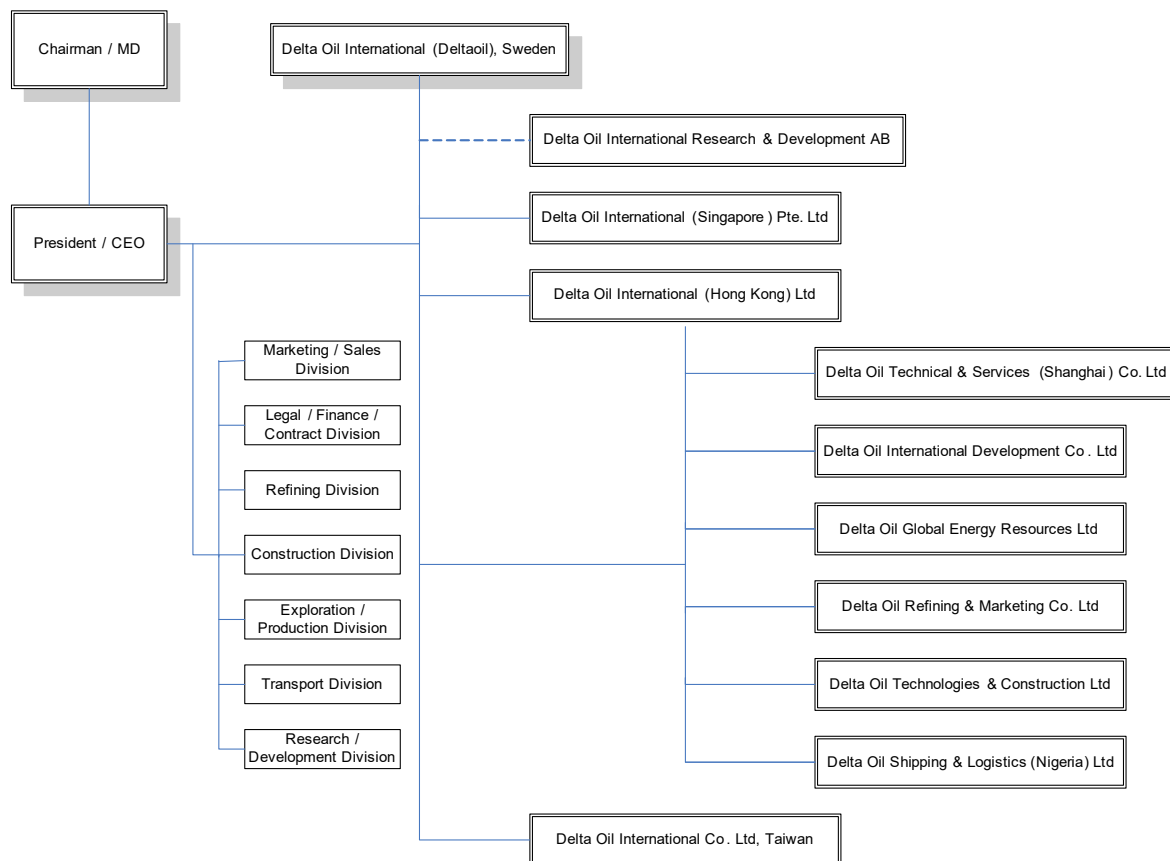 Chairman / MD
Delta Oil International (Deltaoil), Sweden
Delta Oil International Research & Development AB
Delta Oil International (Singapore) Pte. Ltd
President / CEO
Delta Oil International (Hong Kong) Ltd
Marketing / Sales
Division
Legal / Finance /
Contract Division
Refining Division
Construction Division
Exploration /
Production Division
Transport Division
Research /
Development Division
Delta Oil Technical & Services (Shanghai) Co. Ltd
Delta Oil International Development Co. Ltd
Delta Oil Global Energy Resources Ltd
Delta Oil Refining & Marketing Co. Ltd
Delta Oil Technologies & Construction Ltd
Delta Oil Shipping & Logistics (Nigeria) Ltd
Delta Oil International Co. Ltd, Taiwan